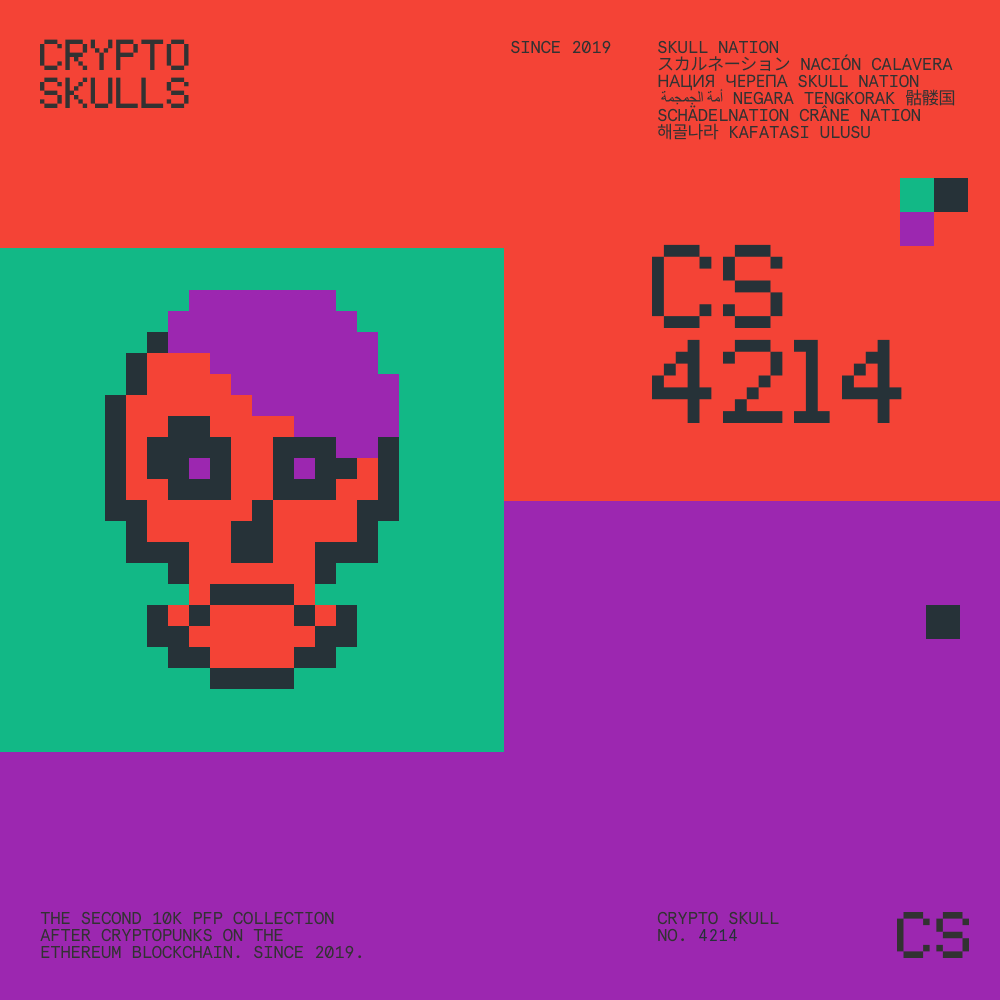 CRYPTO
SKULLS
SINCE 2019
SKULL NATION
スカルネーション NACIÓN CALAVERA
НАЦИЯ ЧЕРЕПА SKULL NATION
أمة الجمجمة NEGARA TENGKORAK 骷髅国
SCHÄDELNATION CRÂNE NATION
해골나라 KAFATASI ULUSU
CS
4214
THE SECOND 10K PFP COLLECTION
AFTER CRYPTOPUNKS ON THE
ETHEREUM BLOCKCHAIN. SINCE 2019.
CRYPTO SKULL
NO. 4214
CS